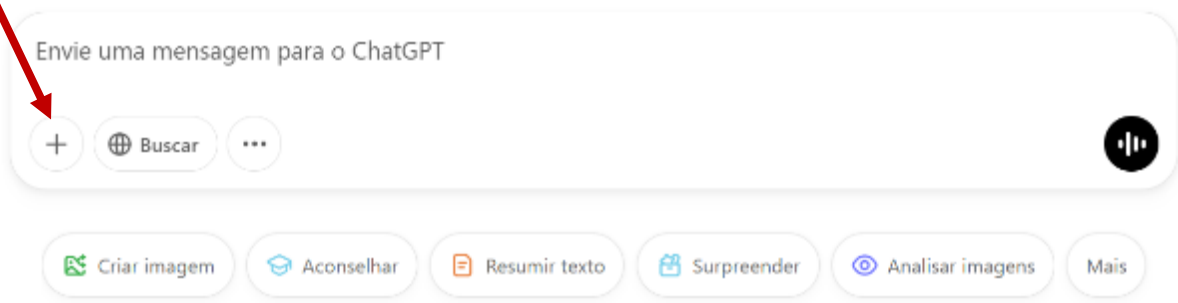 Envie uma mensagem para o ChatGPT
Buscar
Criar imagem Aconselhar Resumir texto Surpreender Analisar imagens Mais